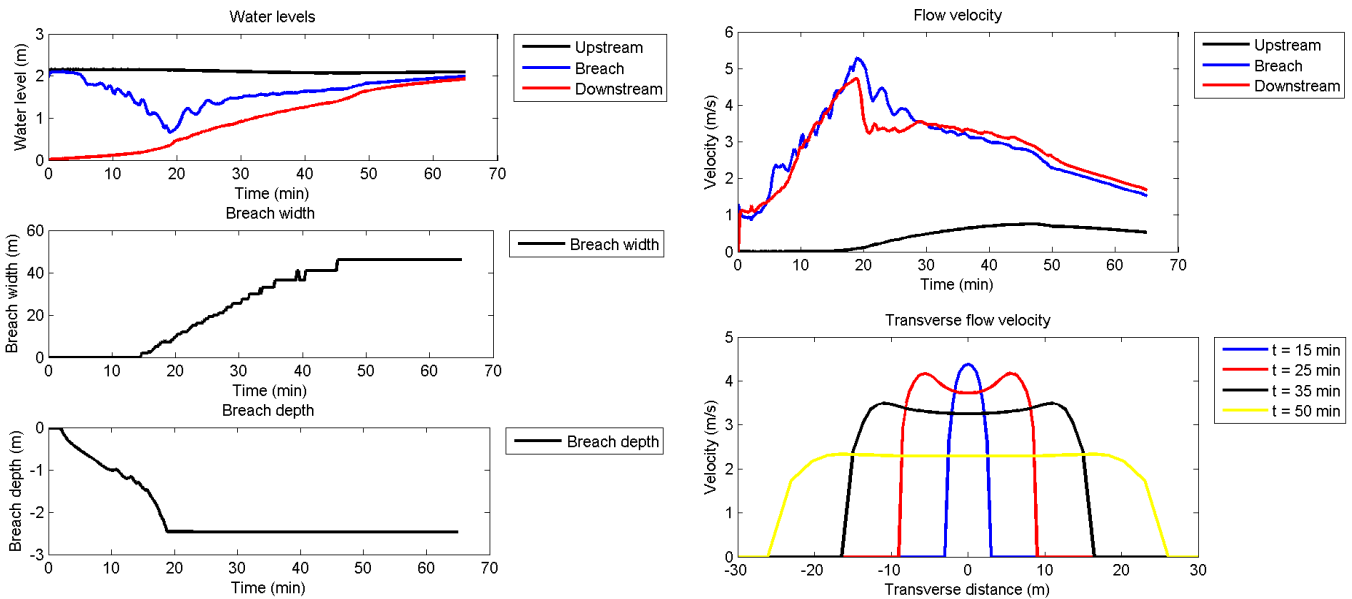 Water levels
Water level (m)
3
2
1
0
0 10 20 30 40 50 60 70
Time (min)
Upstream
Breach
Downstream
Breach width
Breach width (m)
60
40
20
0
0 10 20 30 40 50 60 70
Time (min)
Breach width
Breach depth
Breach depth (m)
0
-1
-2
-3
0 10 20 30 40 50 60 70
Time (min)
Breach depth
Flow velocity
Velocity (m/s)
6
5
4
3
2
1
0
0 10 20 30 40 50 60 70
Time (min)
Upstream
Breach
Downstream
Transverse flow velocity
Velocity (m/s)
5
4
3
2
1
0
-30 -20 -10 0 10 20 30
Transverse distance (m)
t = 15 min
t = 25 min
t = 35 min
t = 50 min